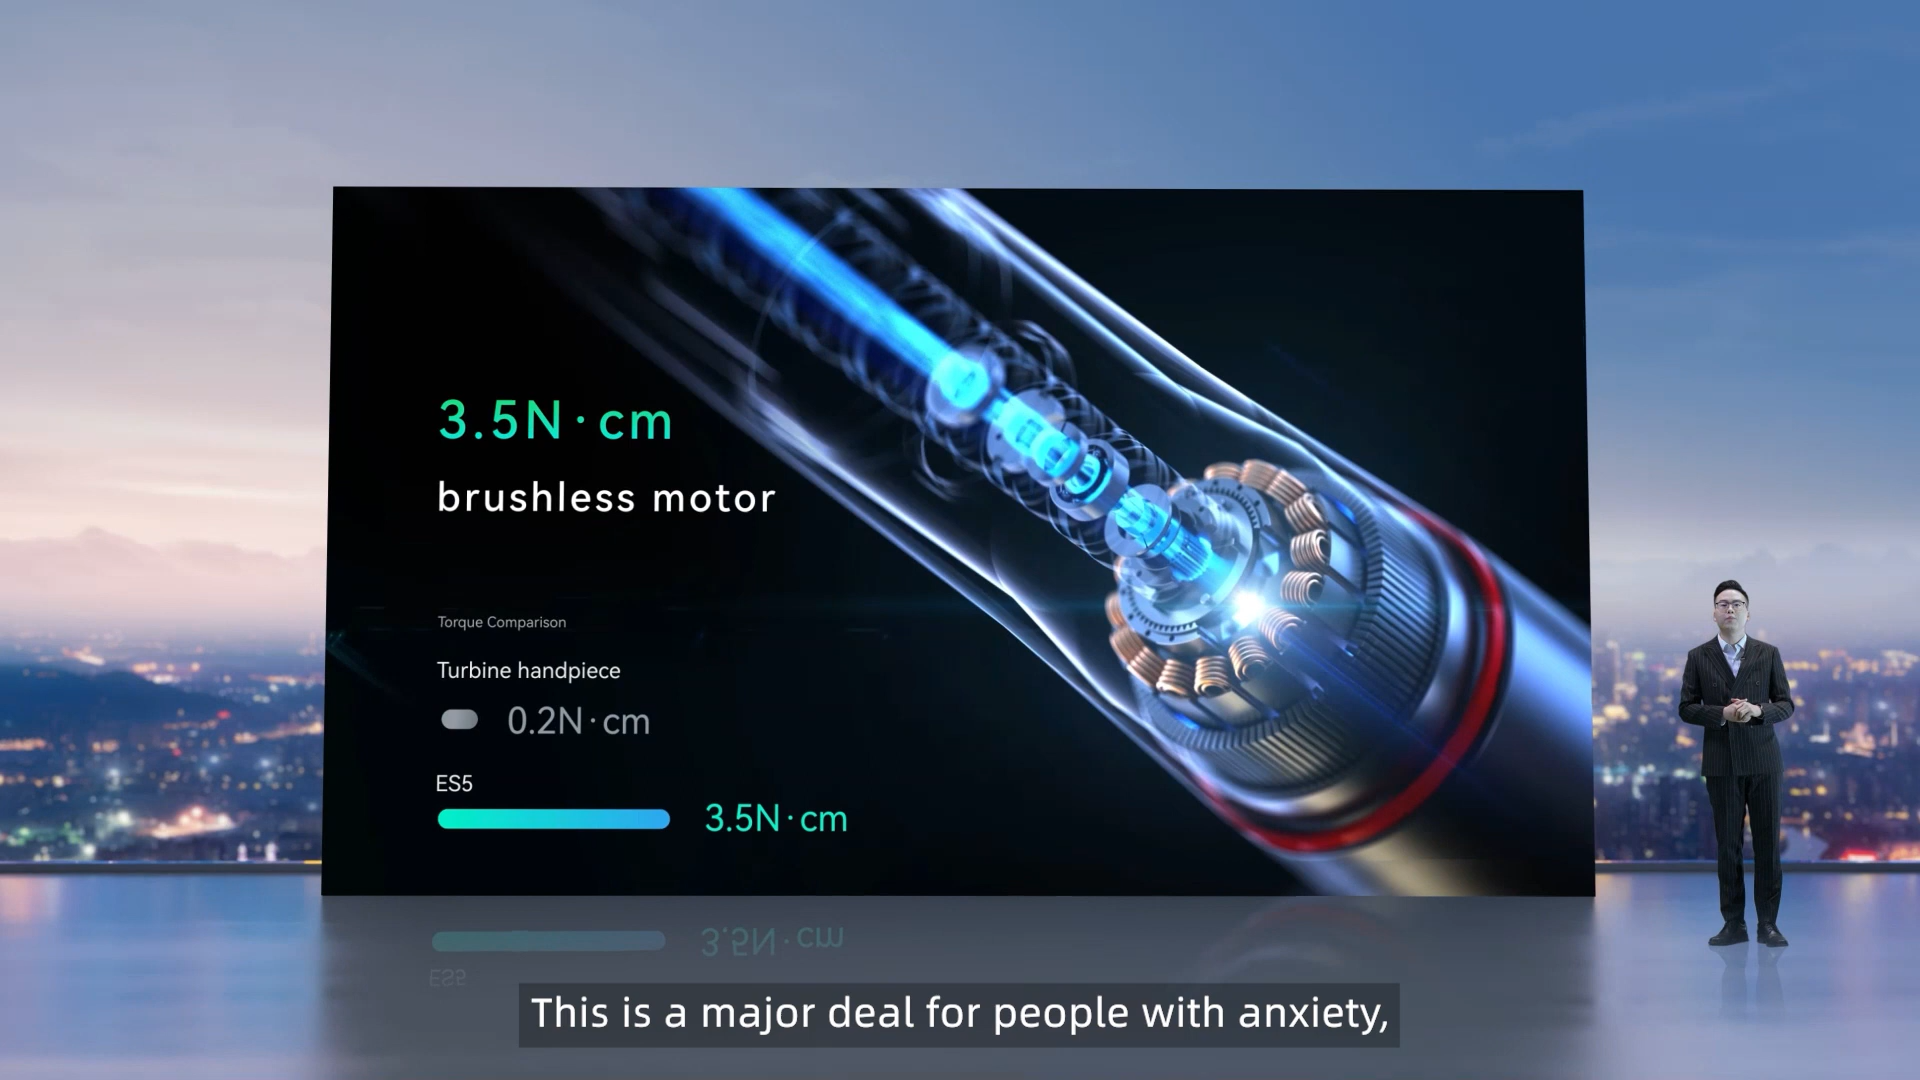 3.5N·cm
brushless motor
Torque Comparison
Turbine handpiece
0.2N·cm
ES5
3.5N·cm
This is a major deal for people with anxiety,